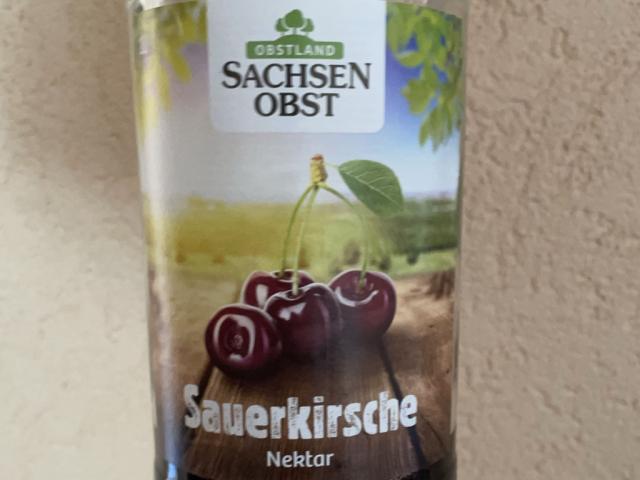 OBSTLAND
SACHSEN
OBST
Sauerkirsche
Nektar